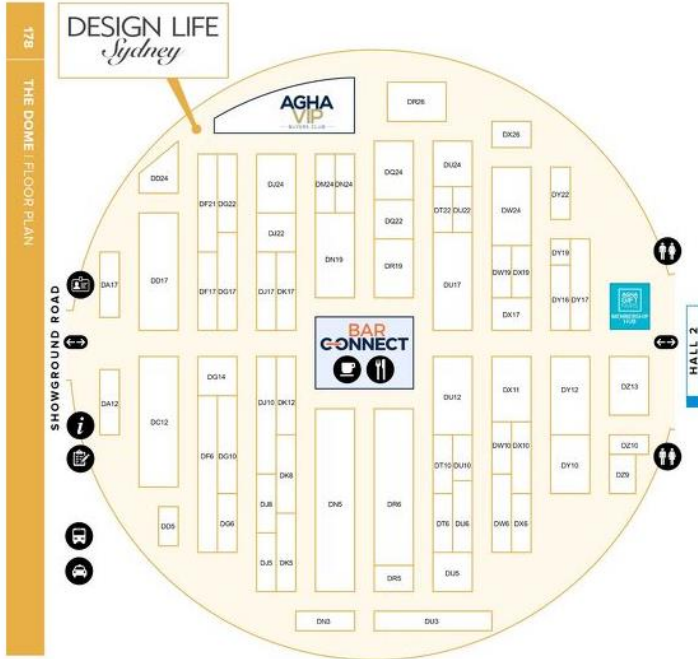 178
THE DOME | FLOOR PLAN
DESIGN LIFE
Sydney
AGHA
VIP
BUYERS CLUB
DR26
DX26
DD24
DF21
DG22
DJ24
DM24
DN24
DQ24
DU24
DT22
DU22
DW24
DY22
DJ22
DQ22
DD17
DN19
DR19
DU17
DW19
DX19
DY19
DA17
DF17
DG17
DJ17
DK17
DX17
DY16
DY17
AGHA
GIFT
MEMBERSHIP
HUB
SHOWGROUND ROAD
HALL 2
BAR
CONNECT
DA12
DC12
DG14
DJ10
DK12
DU12
DX11
DY12
DZ13
DF6
DG10
DK8
DT10
DU10
DW10
DX10
DY10
DZ10
DZ9
DD5
DG6
DJ8
DN5
DR6
DT6
DU6
DW6
DX6
DJ5
DK5
DR5
DU5
DN3
DU3